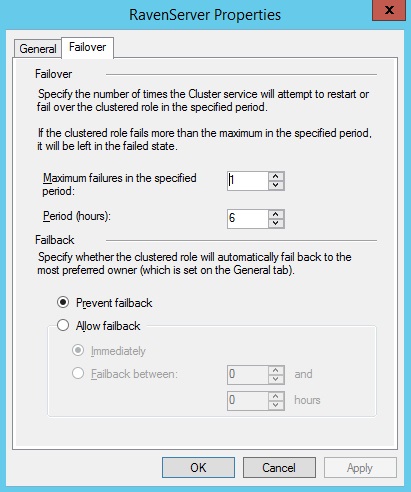 RavenServer Properties
x
General
Failover
Failover
Specify the number of times the Cluster service will attempt to restart or
fail over the clustered role in the specified period.
If the clustered role fails more than the maximum in the specified period,
it will be left in the failed state.
Maximum failures in the specified
period:
1
Period (hours):
6
Failback
Specify whether the clustered role will automatically fail back to the
most preferred owner (which is set on the General tab).
Prevent failback
Allow failback
Immediately
Failback between:
0
and
0
hours
OK
Cancel
Apply